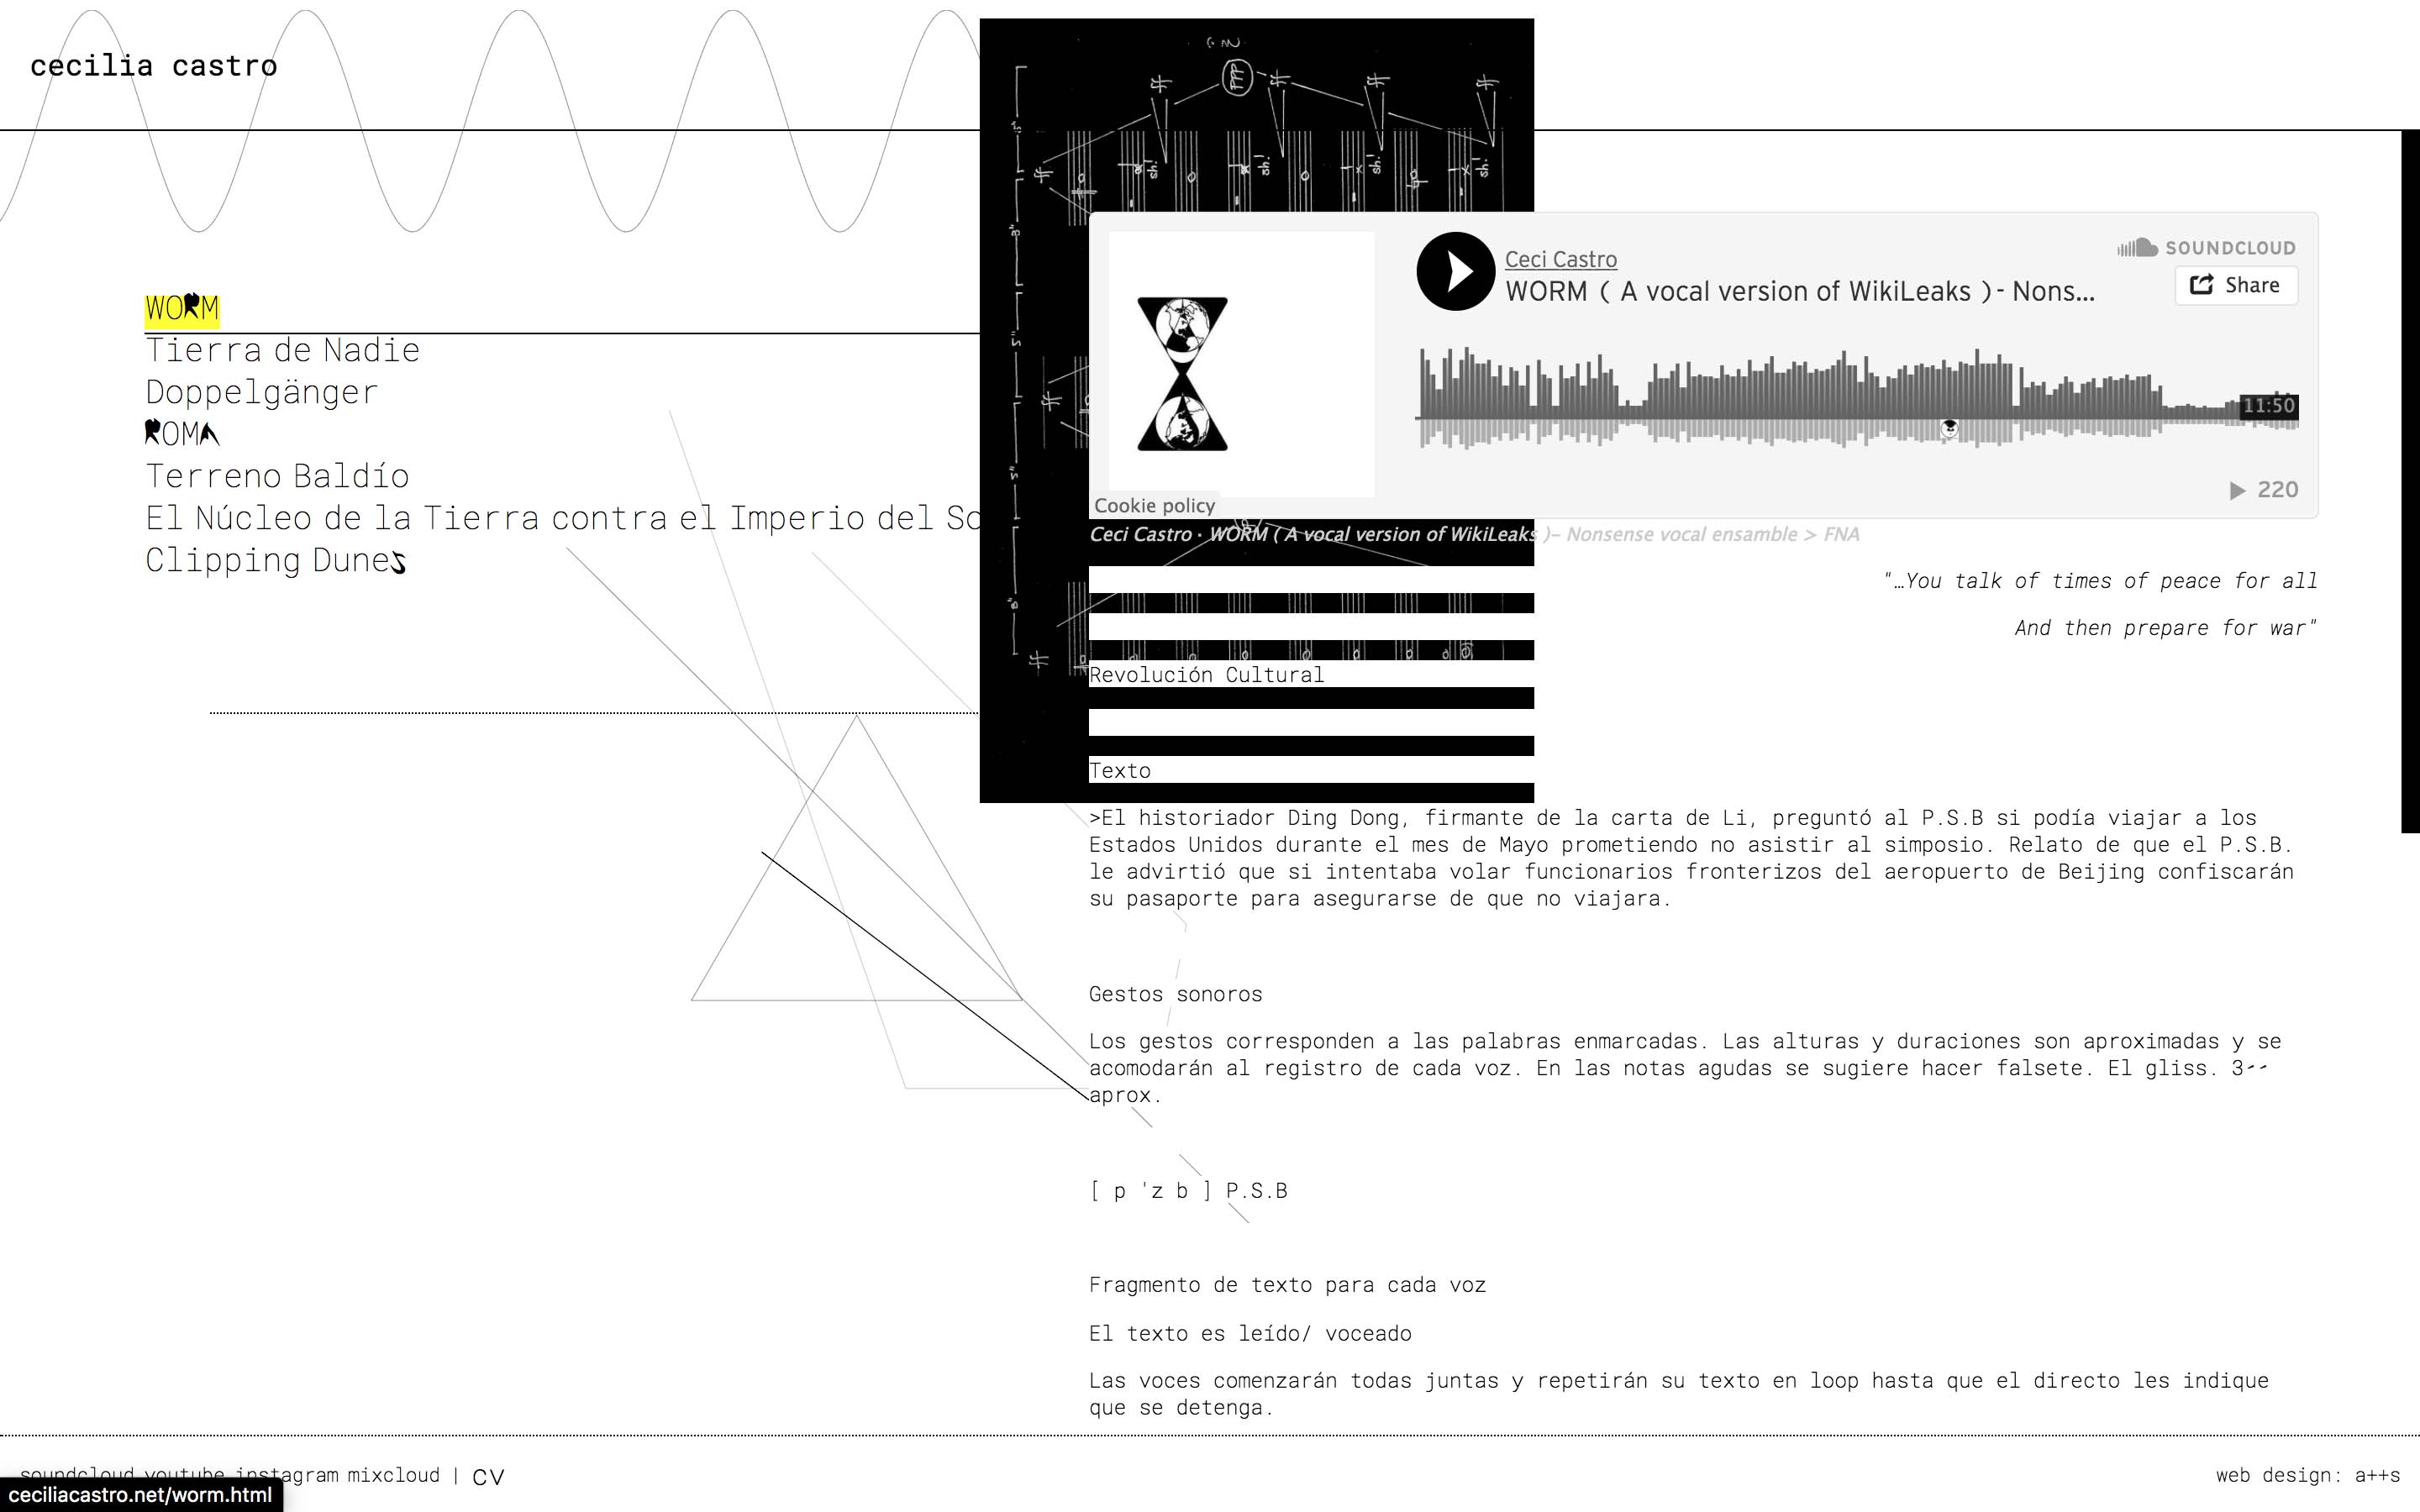 cecilia castro
WORM
Tierra de Nadie
Doppelgänger
ROMA
Terreno Baldío
El Núcleo de la Tierra contra el Imperio del
Clipping Dunes
ff
ff
ff
ff
fff
sh!
sh!
sh!
sh!
Ceci Castro
WORM ( A vocal version of WikiLeaks ) - Nons...
SOUNDCLOUD
Share
11:50
220
Cookie policy
Ceci Castro · WORM ( A vocal version of WikiLeaks )– Nonsense vocal ensamble > FNA
"…You talk of times of peace for all
And then prepare for war"
Revolución Cultural
Texto
>El historiador Ding Dong, firmante de la carta de Li, preguntó al P.S.B si podía viajar a los
Estados Unidos durante el mes de Mayo prometiendo no asistir al simposio. Relato de que el P.S.B.
le advirtió que si intentaba volar funcionarios fronterizos del aeropuerto de Beijing confiscarán
su pasaporte para asegurarse de que no viajara.
Gestos sonoros
Los gestos corresponden a las palabras enmarcadas. Las alturas y duraciones son aproximadas y se
acomodarán al registro de cada voz. En las notas agudas se sugiere hacer falsete. El gliss. 3´´
aprox.
[ p 'z b ] P.S.B
Fragmento de texto para cada voz
El texto es leído/ voceado
Las voces comenzarán todas juntas y repetirán su texto en loop hasta que el directo les indique
que se detenga.
soundcloud youtube instagram mixcloud | CV
web design: a++s
ceciliacastro.net/worm.html